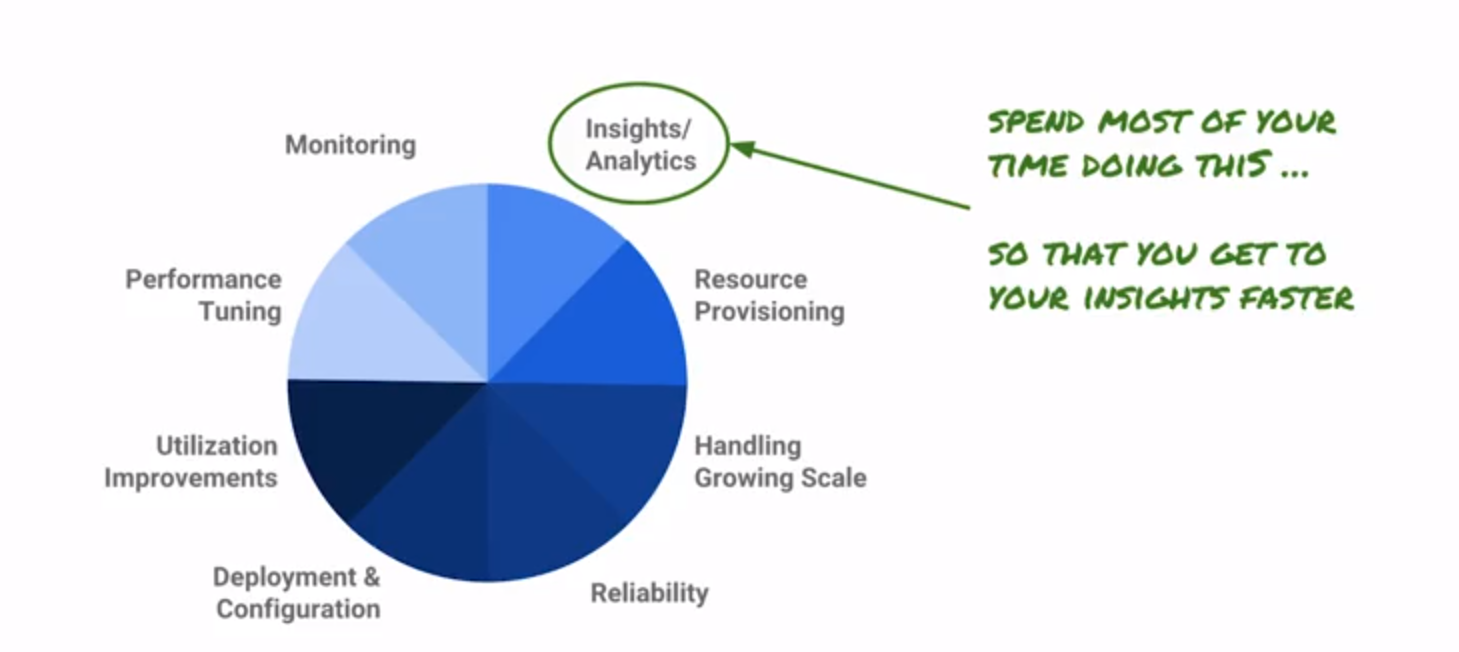 Monitoring
Insights/
Analytics
SPEND MOST OF YOUR
TIME DOING THIS ...
SO THAT YOU GET TO
YOUR INSIGHTS FASTER
Performance
Tuning
Resource
Provisioning
Utilization
Improvements
Handling
Growing Scale
Deployment &
Configuration
Reliability